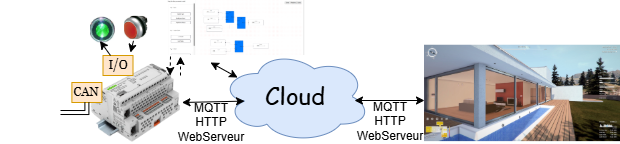 I/O
CAN
Cloud
MQTT
HTTP
WebServeur
MQTT
HTTP
WebServeur